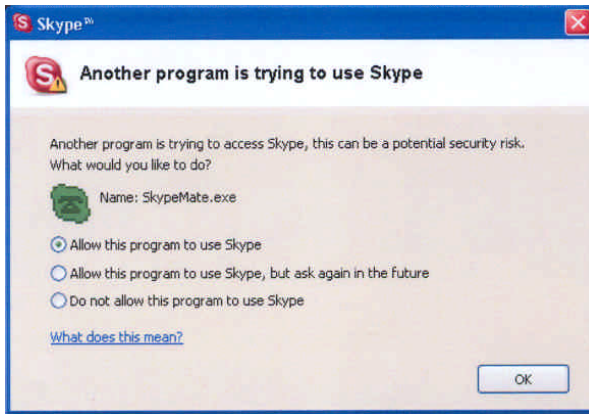 Skype™
Another program is trying to use Skype
Another program is trying to access Skype, this can be a potential security risk.
What would you like to do?
Name: SkypeMate.exe
Allow this program to use Skype
Allow this program to use Skype, but ask again in the future
Do not allow this program to use Skype
What does this mean?
OK